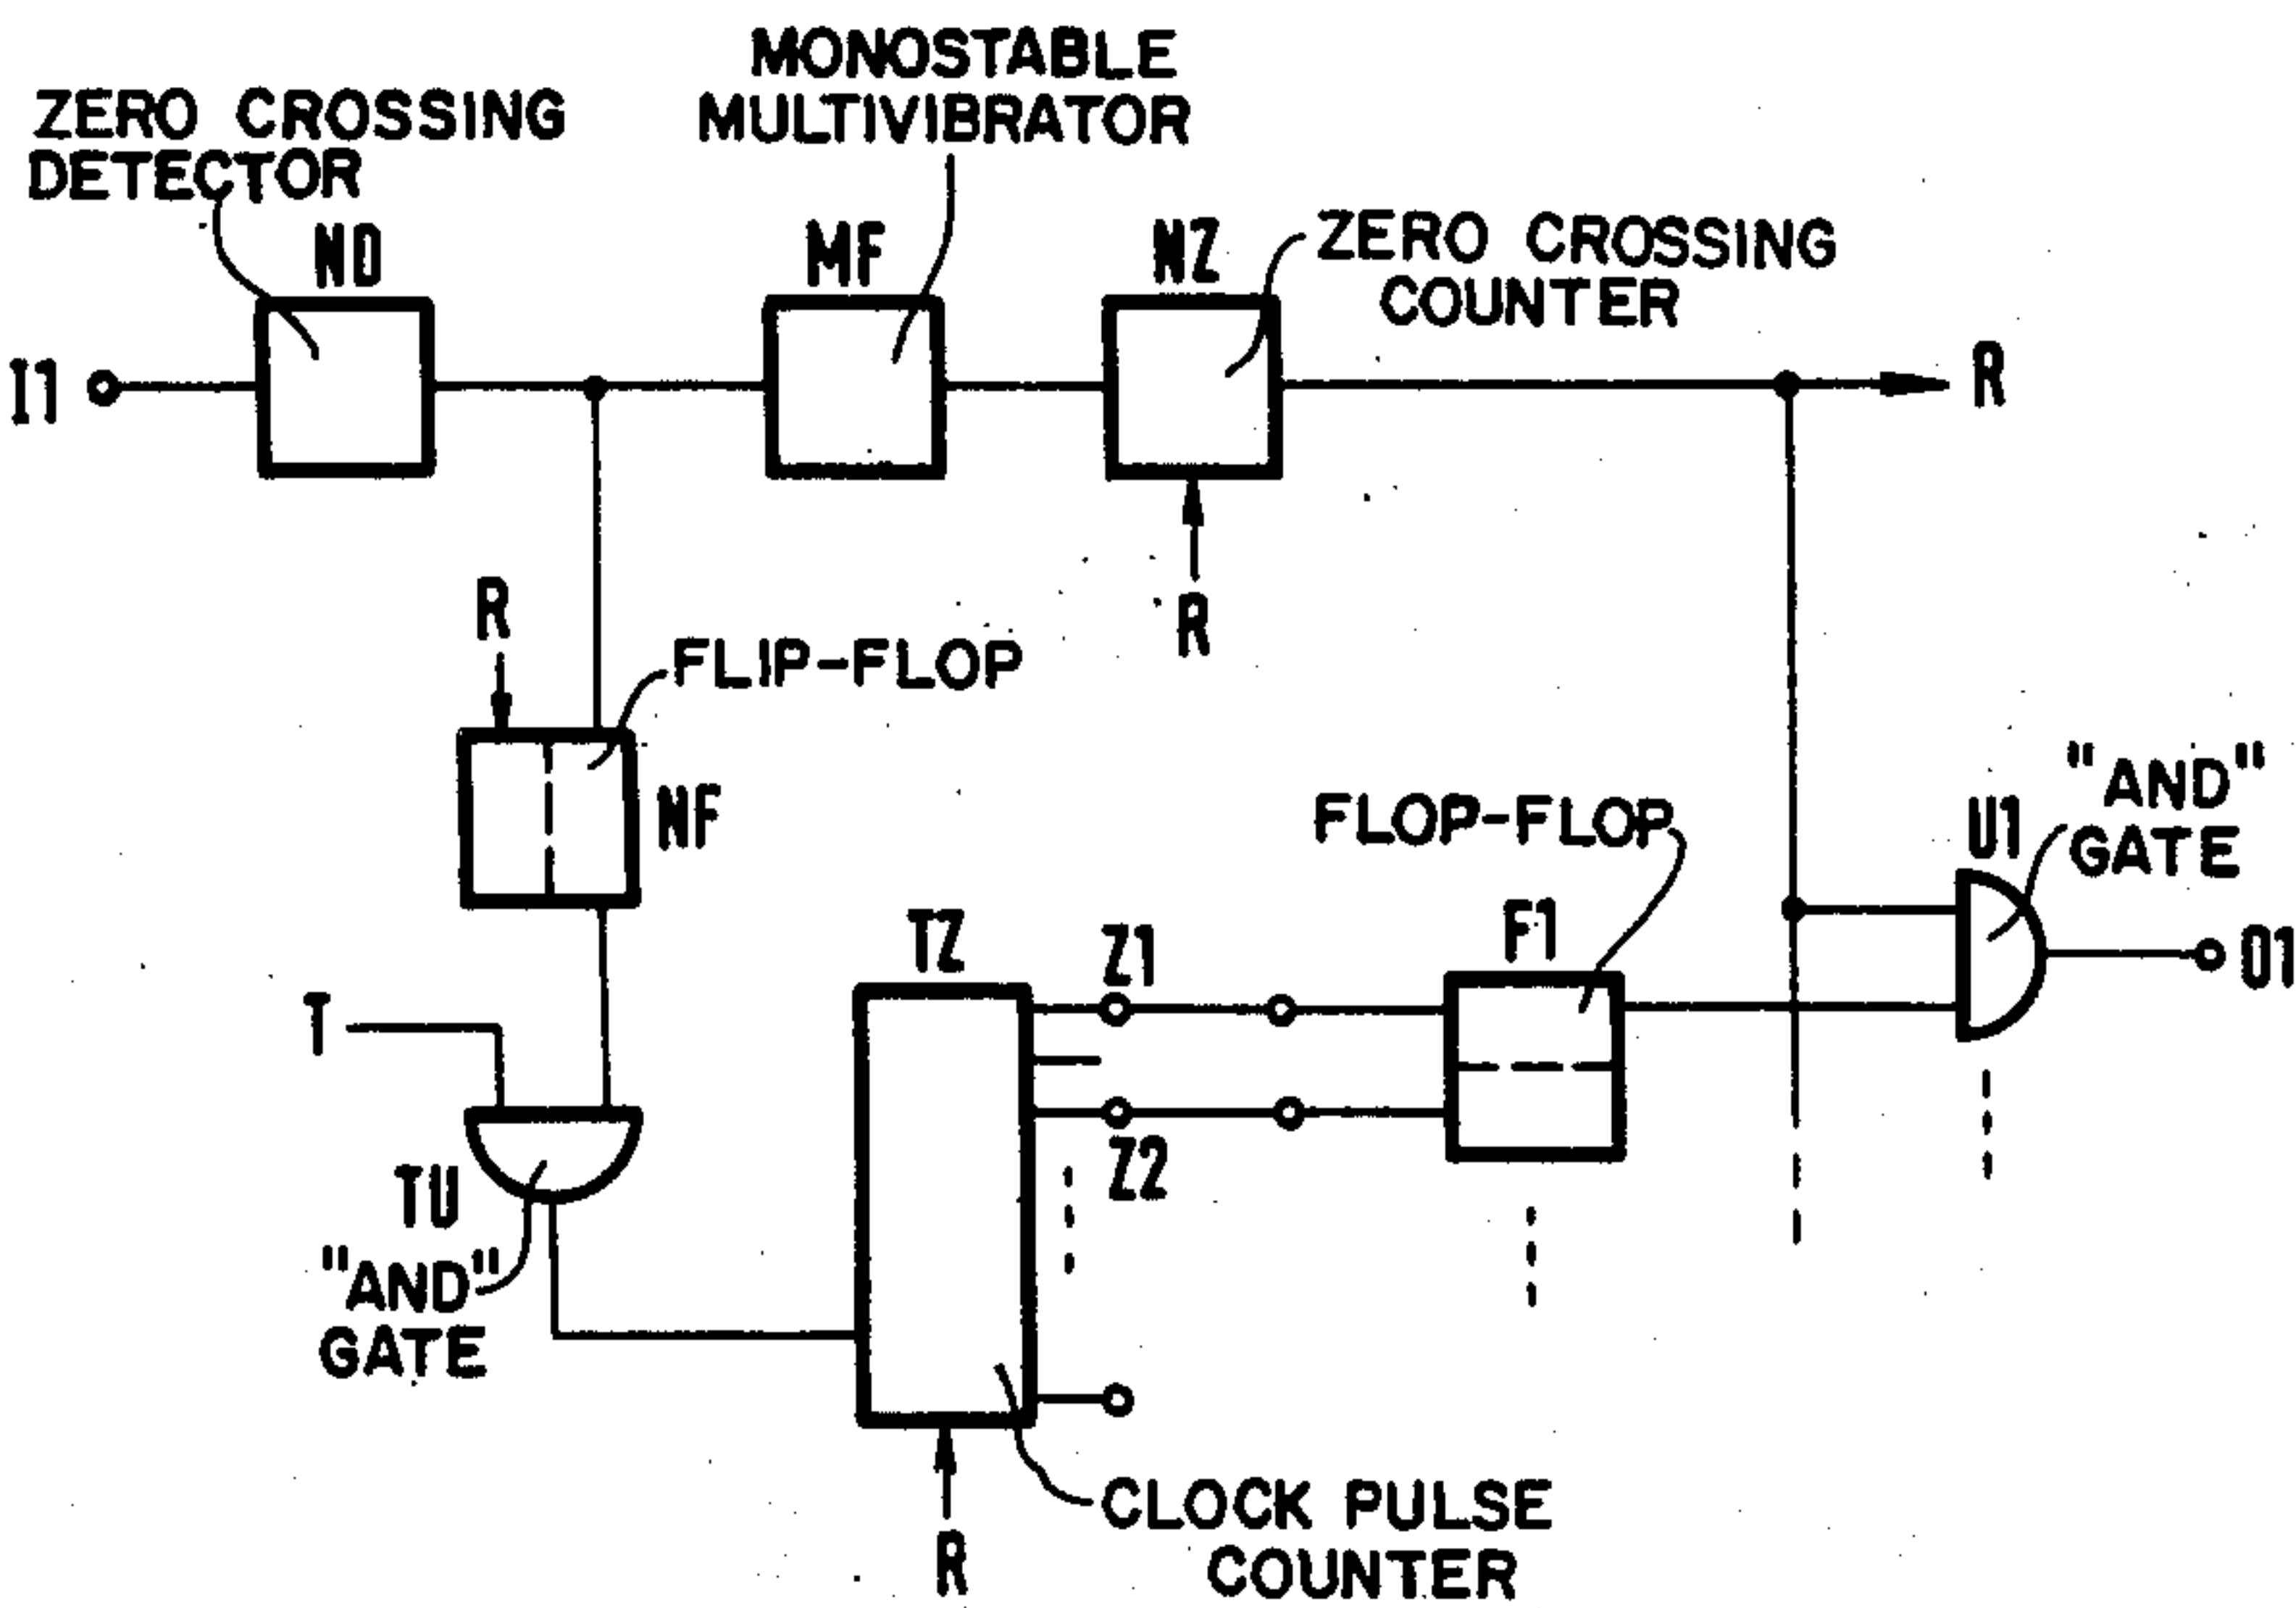 MONOSTABLE
MULTIVIBRATOR
ZERO CROSSING
DETECTOR
ND
MF
NZ
ZERO CROSSING
COUNTER
I1
R
R
R
FLIP-FLOP
NF
FLOP-FLOP
U1
"AND"
GATE
F1
O1
TZ
Z1
T
Z2
TU
"AND"
GATE
CLOCK PULSE
COUNTER
R